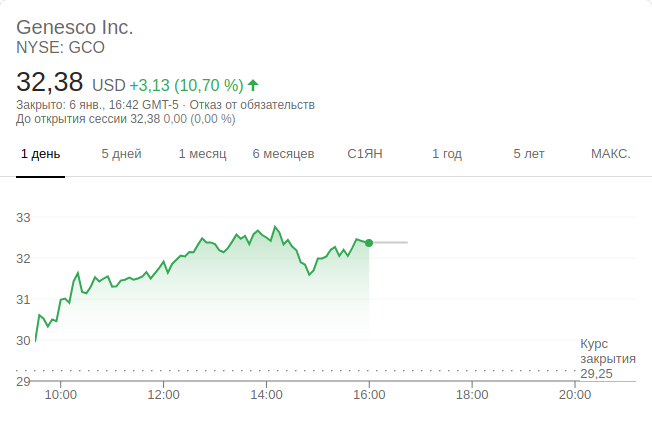 Genesco Inc.
NYSE: GCO
32,38 USD +3,13 (10,70 %)
Закрыто: 6 янв., 16:42 GMT-5 · Отказ от обязательств
До открытия сессии 32,38 0,00 (0,00 %)
1 день 5 дней 1 месяц 6 месяцев С1ЯН 1 год 5 лет МАКС.
33
32
31
30
Курс
закрытия
29,25
29
10:00 12:00 14:00 16:00 18:00 20:00